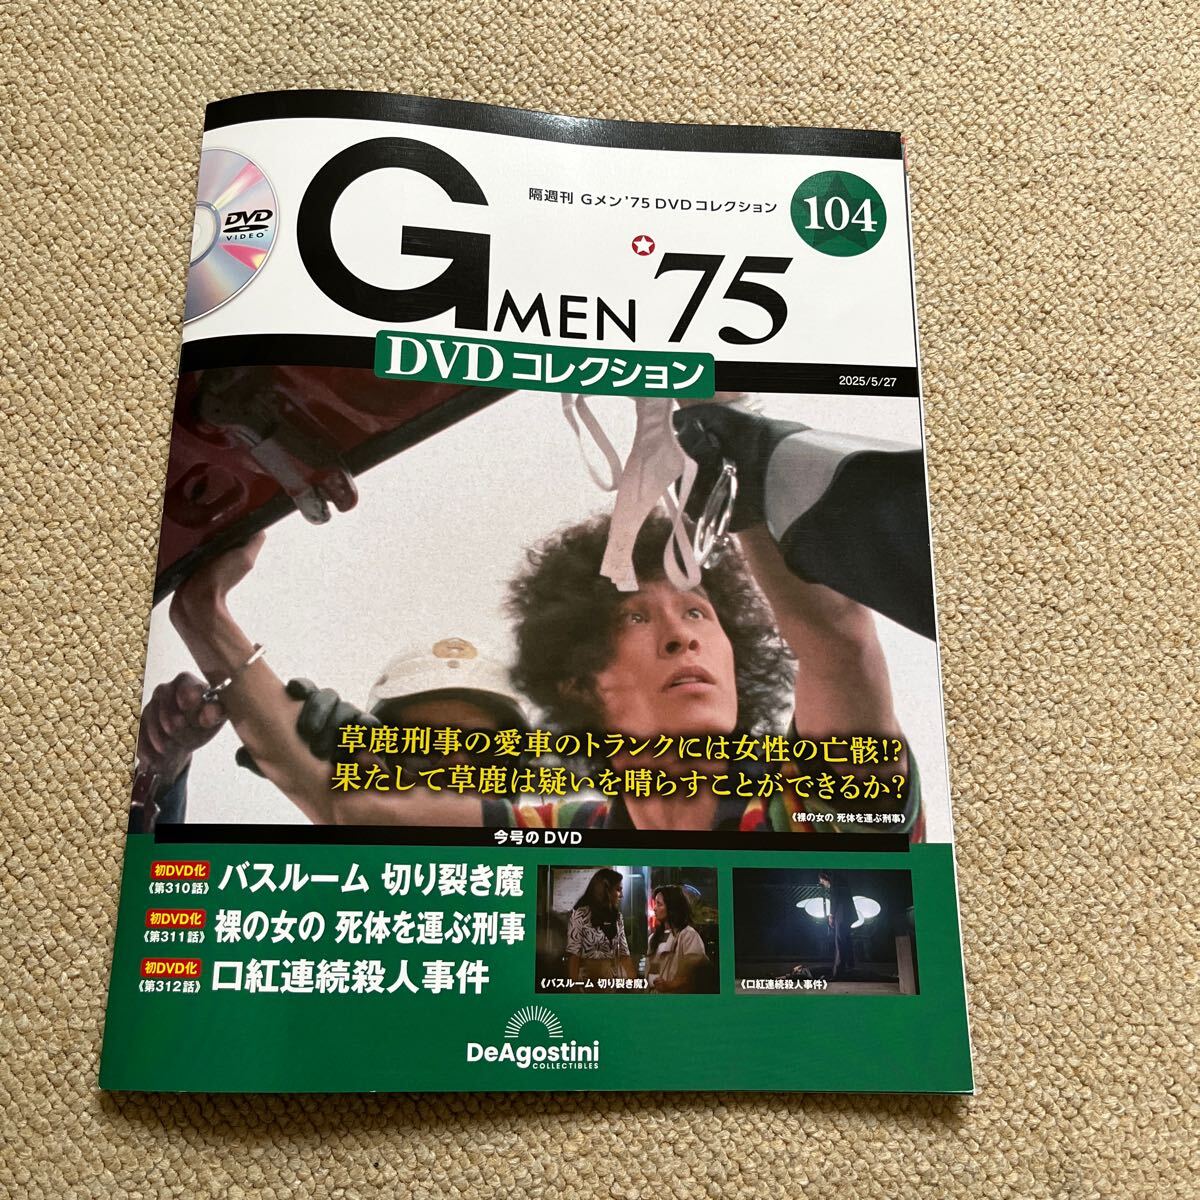 隔週刊 Gメン'75 DVDコレクション
104
DVD
VIDEO
GMEN '75
DVDコレクション
2025/5/27
草鹿刑事の愛車のトランクには女性の亡骸!?
果たして草鹿は疑いを晴らすことができるか?
《裸の女の 死体を運ぶ刑事》
今号のDVD
初DVD化
《第310話》
バスルーム 切り裂き魔
初DVD化
《第311話》
裸の女の 死体を運ぶ刑事
初DVD化
《第312話》
口紅連続殺人事件
《バスルーム 切り裂き魔》
《口紅連続殺人事件》
DeAgostini
COLLECTIBLES